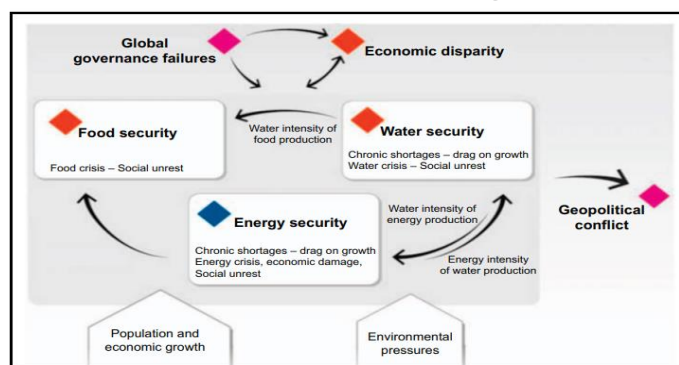 Global
governance failures
Economic disparity
Food security
Food crisis – Social unrest
Water intensity of
food production
Water security
Chronic shortages – drag on growth
Water crisis – Social unrest
Geopolitical
conflict
Energy security
Chronic shortages – drag on growth
Energy crisis, economic damage,
Social unrest
Water intensity of
energy production
Energy intensity
of water production
Population and
economic growth
Environmental
pressures